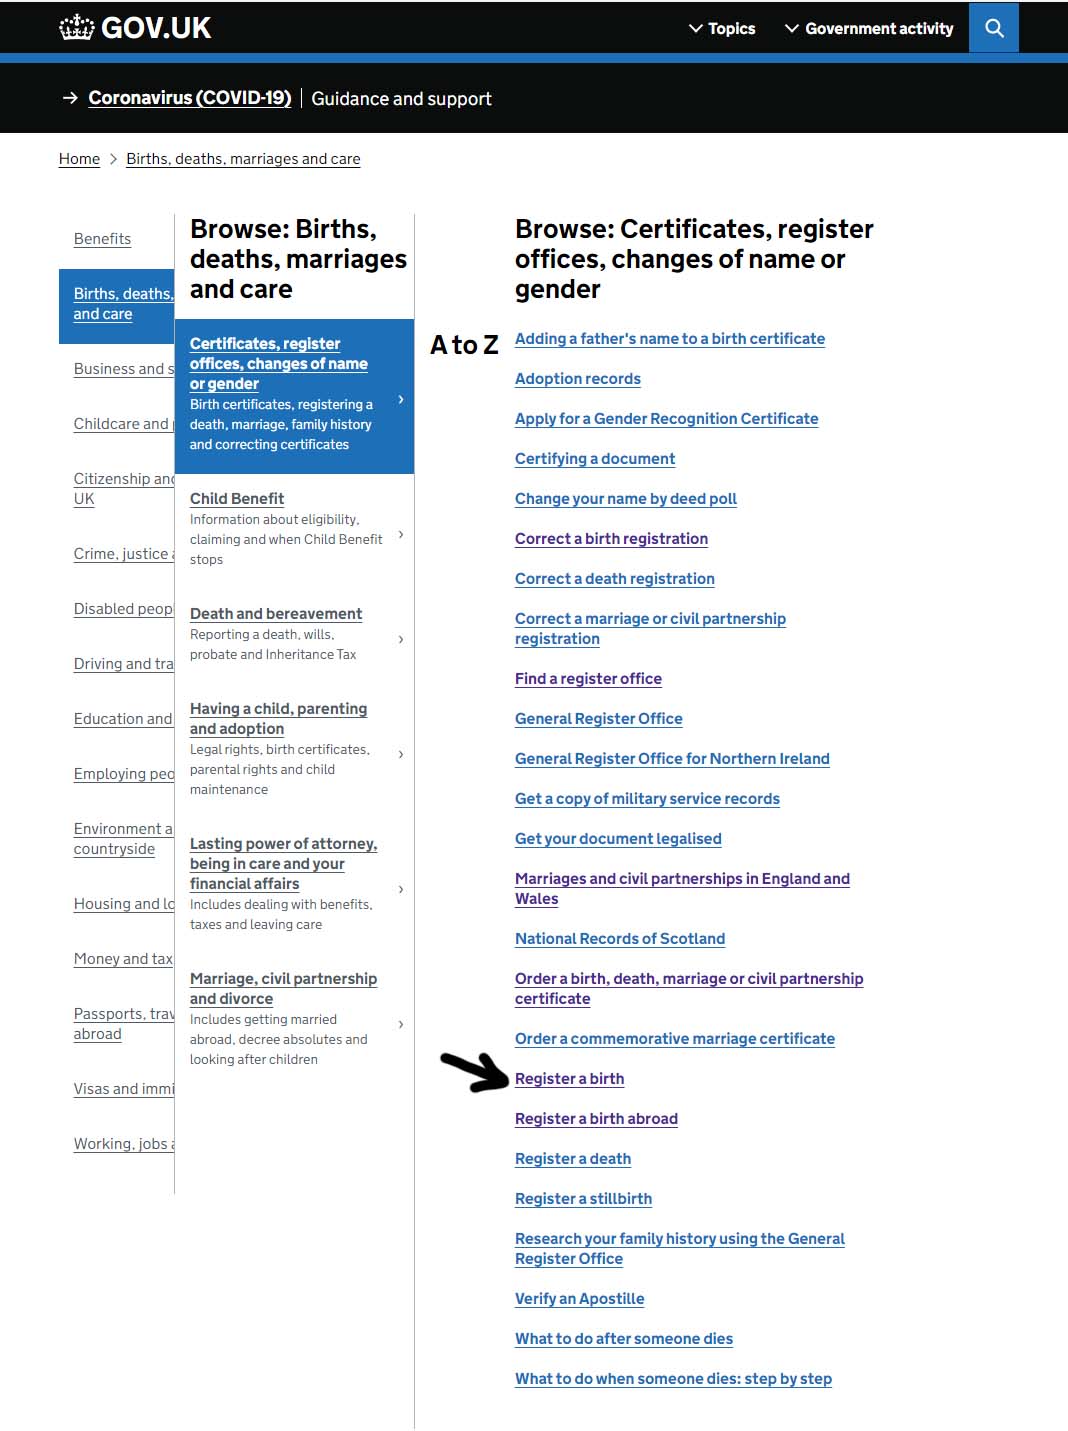 GOV.UK
Topics
Government activity
Coronavirus (COVID-19)
Guidance and support
Home
Births, deaths, marriages and care
Benefits
Births, deaths,
and care
Business and s
Childcare and
Citizenship and
UK
Crime, justice
Disabled peop
Driving and tra
Education and
Employing peo
Environment a
countryside
Housing and lo
Money and tax
Passports, trav
abroad
Visas and immi
Working, jobs
Browse: Births,
deaths, marriages
and care
Certificates, register
offices, changes of name
or gender
Birth certificates, registering a
death, marriage, family history
and correcting certificates
Child Benefit
Information about eligibility,
claiming and when Child Benefit
stops
Death and bereavement
Reporting a death, wills,
probate and Inheritance Tax
Having a child, parenting
and adoption
Legal rights, birth certificates,
parental rights and child
maintenance
Lasting power of attorney,
being in care and your
financial affairs
Includes dealing with benefits,
taxes and leaving care
Marriage, civil partnership
and divorce
Includes getting married
abroad, decree absolutes and
looking after children
Browse: Certificates, register
offices, changes of name or
gender
A to Z
Adding a father's name to a birth certificate
Adoption records
Apply for a Gender Recognition Certificate
Certifying a document
Change your name by deed poll
Correct a birth registration
Correct a death registration
Correct a marriage or civil partnership
registration
Find a register office
General Register Office
General Register Office for Northern Ireland
Get a copy of military service records
Get your document legalised
Marriages and civil partnerships in England and
Wales
National Records of Scotland
Order a birth, death, marriage or civil partnership
certificate
Order a commemorative marriage certificate
Register a birth
Register a birth abroad
Register a death
Register a stillbirth
Research your family history using the General
Register Office
Verify an Apostille
What to do after someone dies
What to do when someone dies: step by step